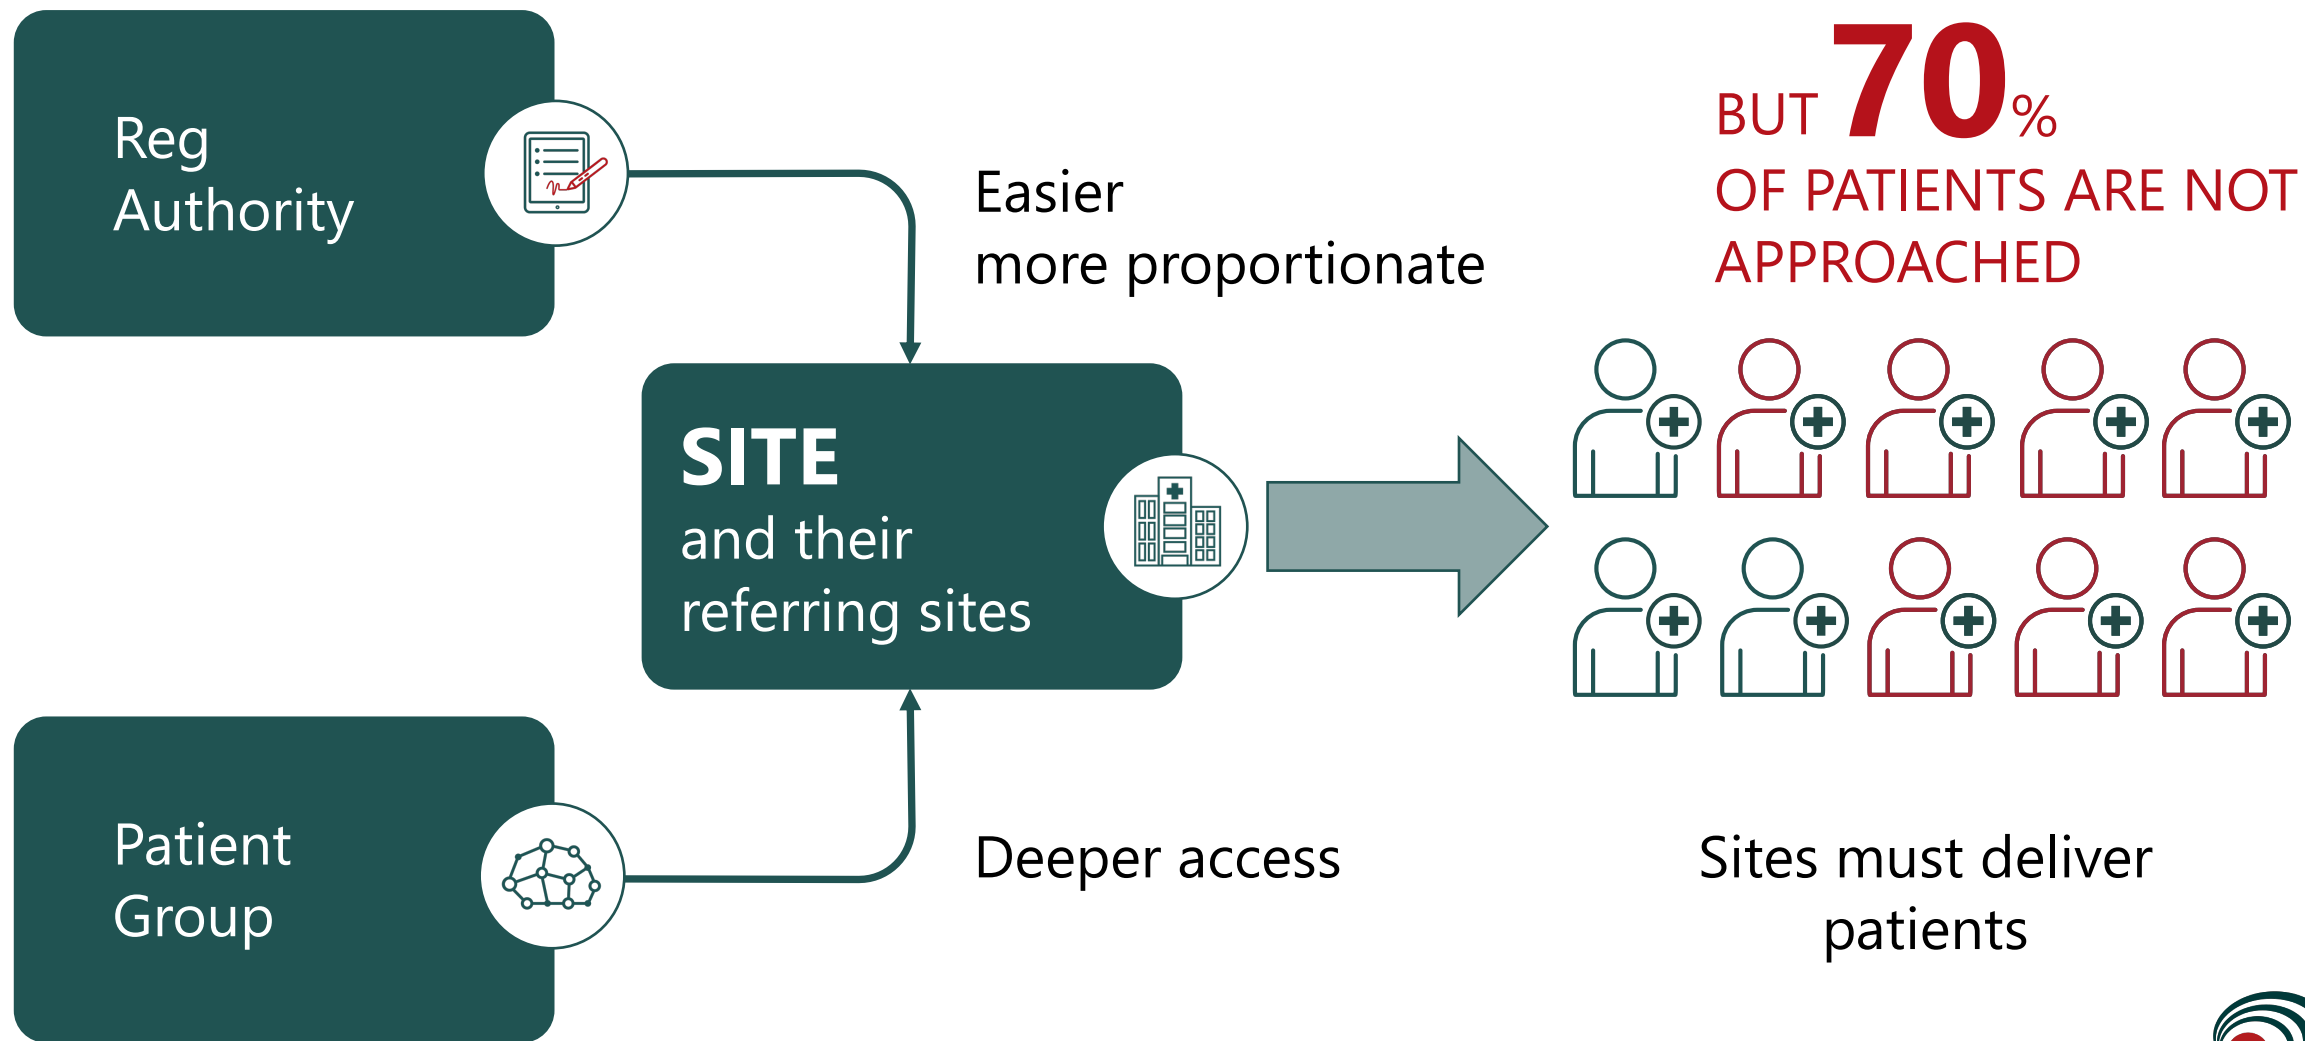 Reg
Authority
Easier
more proportionate
BUT 70%
OF PATIENTS ARE NOT
APPROACHED
SITE
and their
referring sites
Patient
Group
Deeper access
Sites must deliver
patients